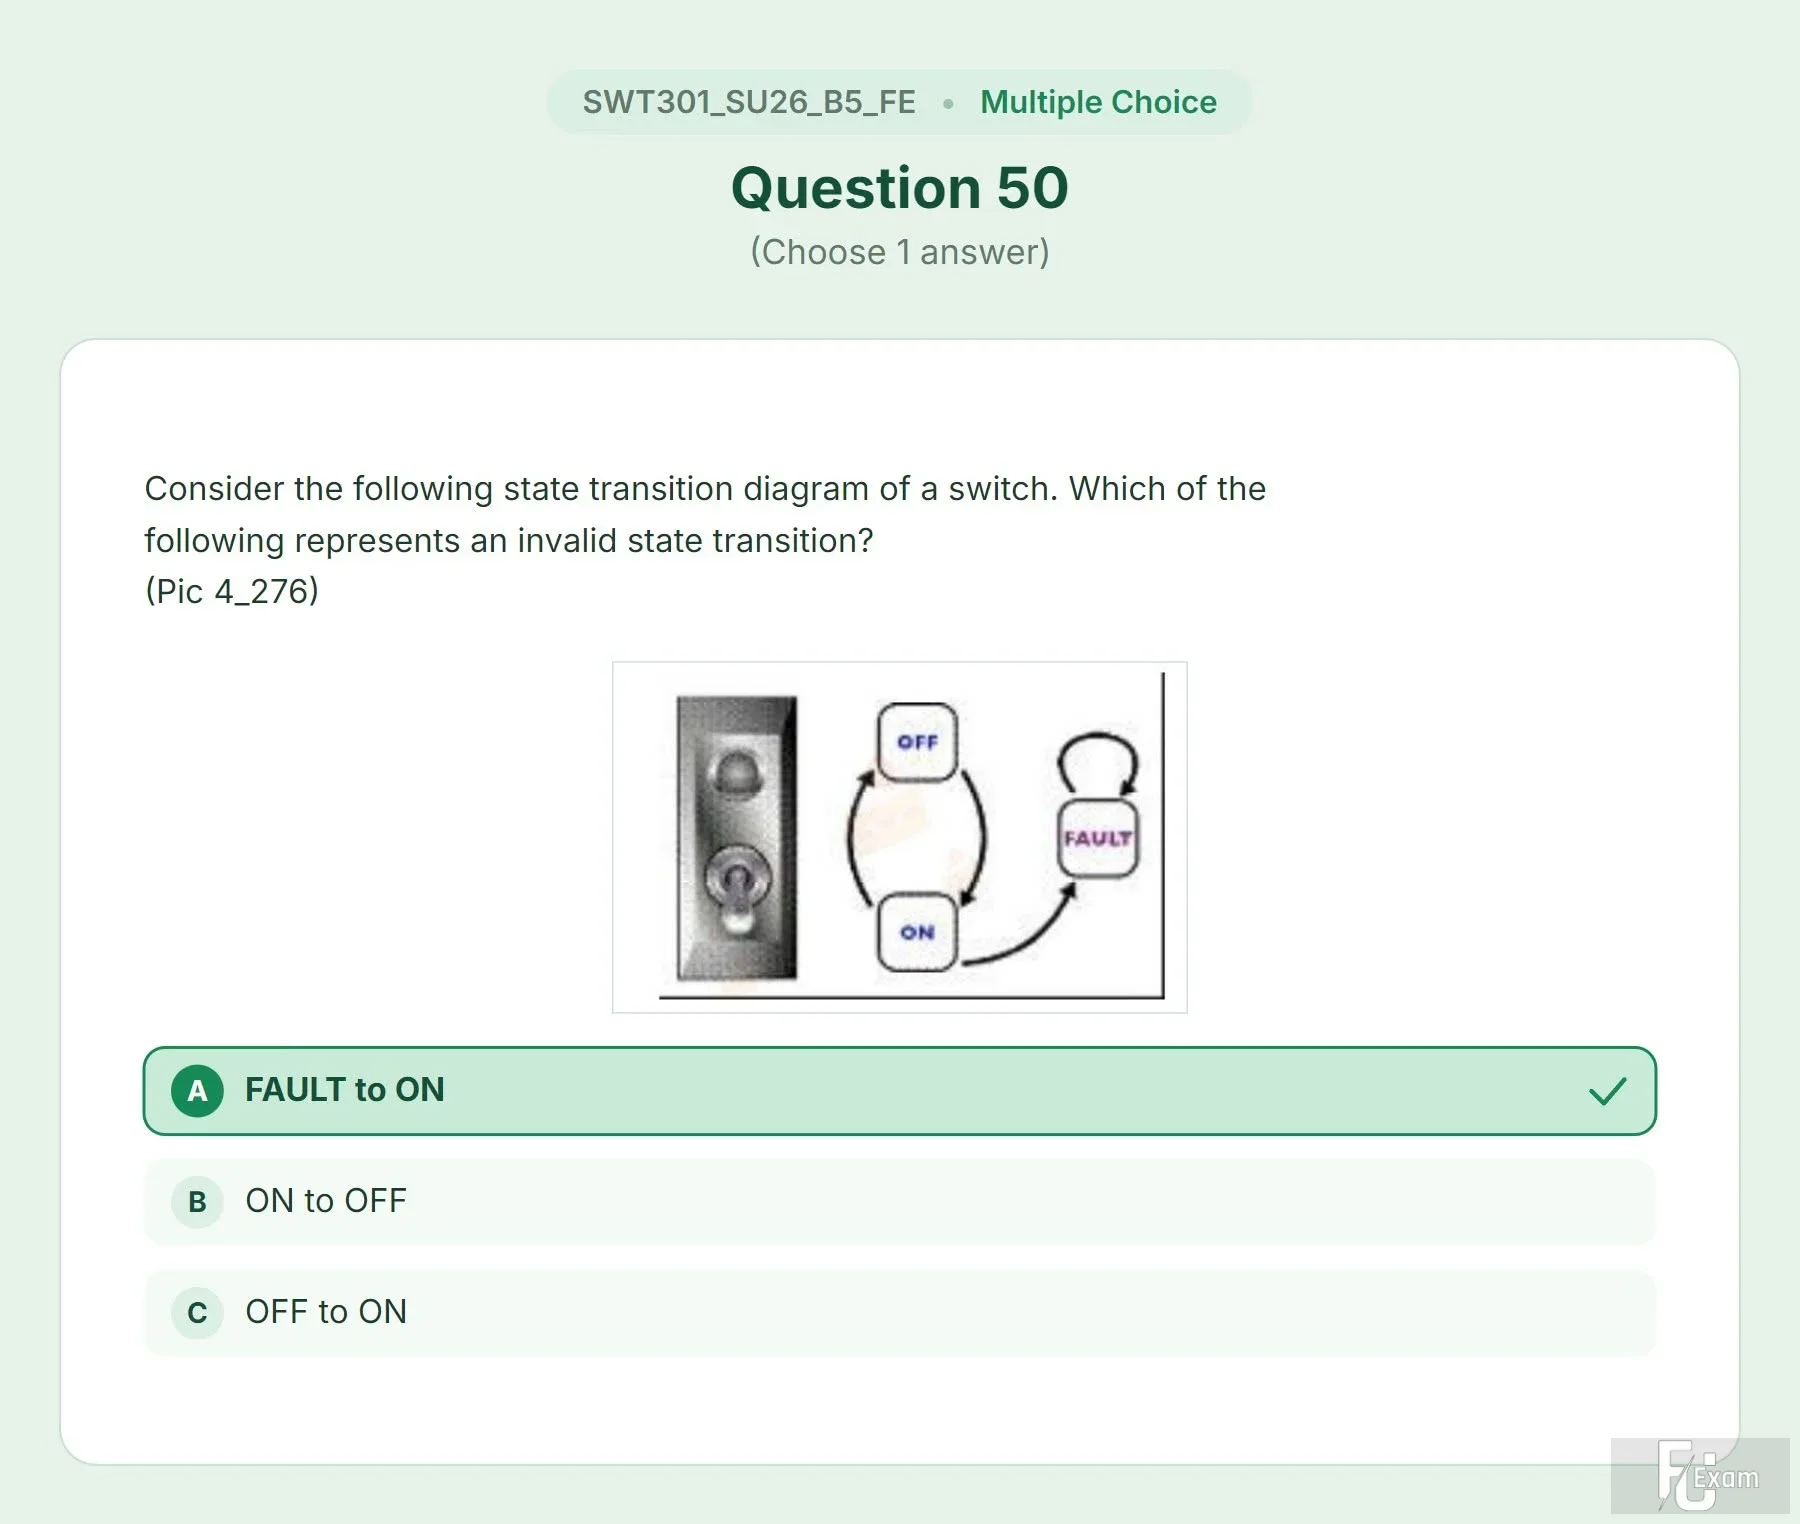 SWT301_SU26_B5_FE • Multiple Choice
Question 50
(Choose 1 answer)
Consider the following state transition diagram of a switch. Which of the
following represents an invalid state transition?
(Pic 4_276)
OFF
FAULT
ON
A FAULT to ON
B ON to OFF
C OFF to ON
FU Exam